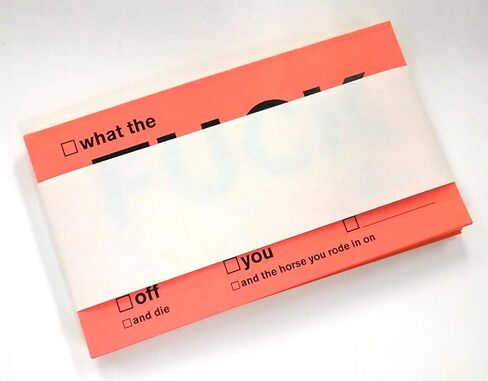 what the
FUCK
off
you
and die
and the horse you rode in on